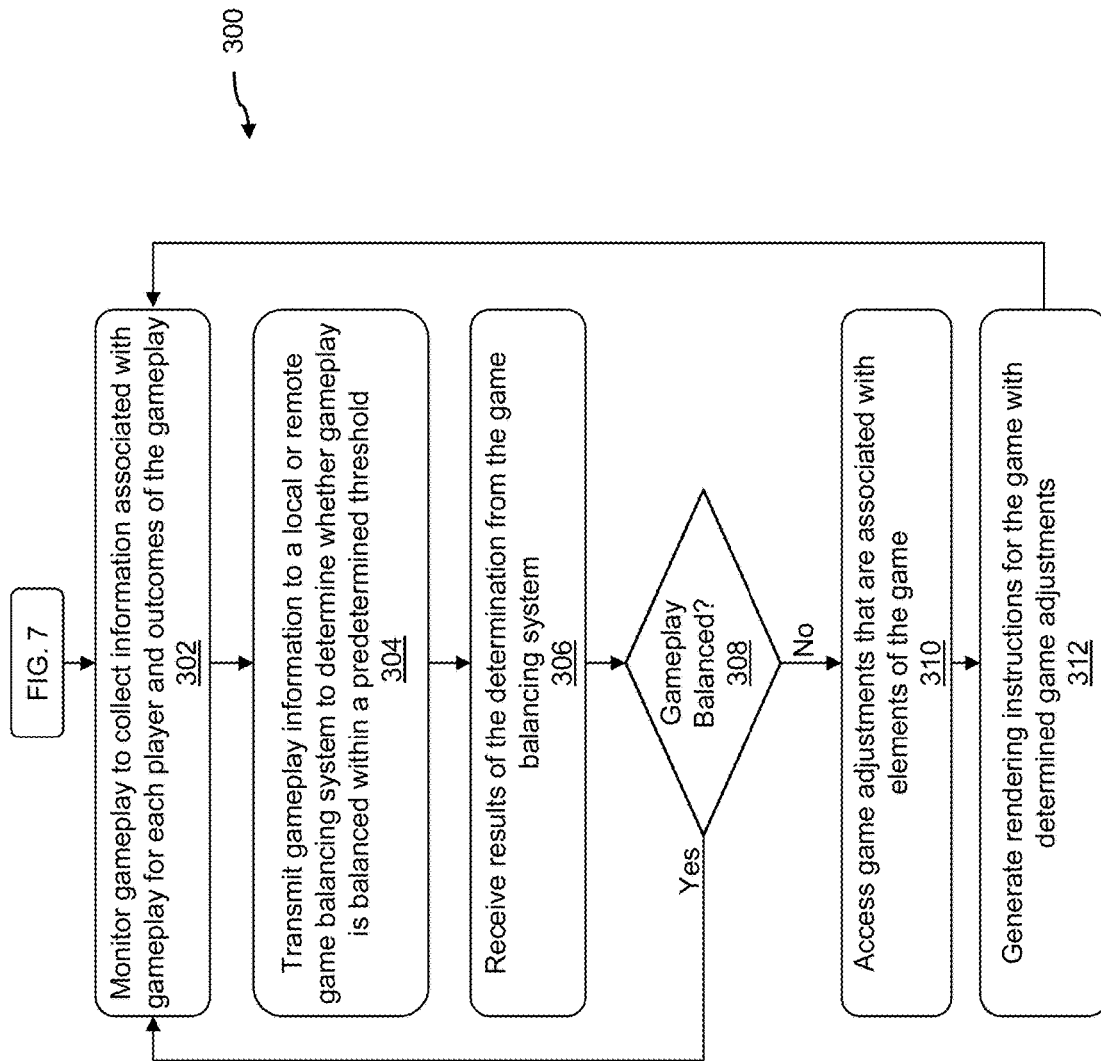 FIG. 7
300
Monitor gameplay to collect information associated with
gameplay for each player and outcomes of the gameplay
302
Transmit gameplay information to a local or remote
game balancing system to determine whether gameplay
is balanced within a predetermined threshold
304
Receive results of the determination from the game
balancing system
306
Gameplay
Balanced?
308
Yes
No
Access game adjustments that are associated with
elements of the game
310
Generate rendering instructions for the game with
determined game adjustments
312